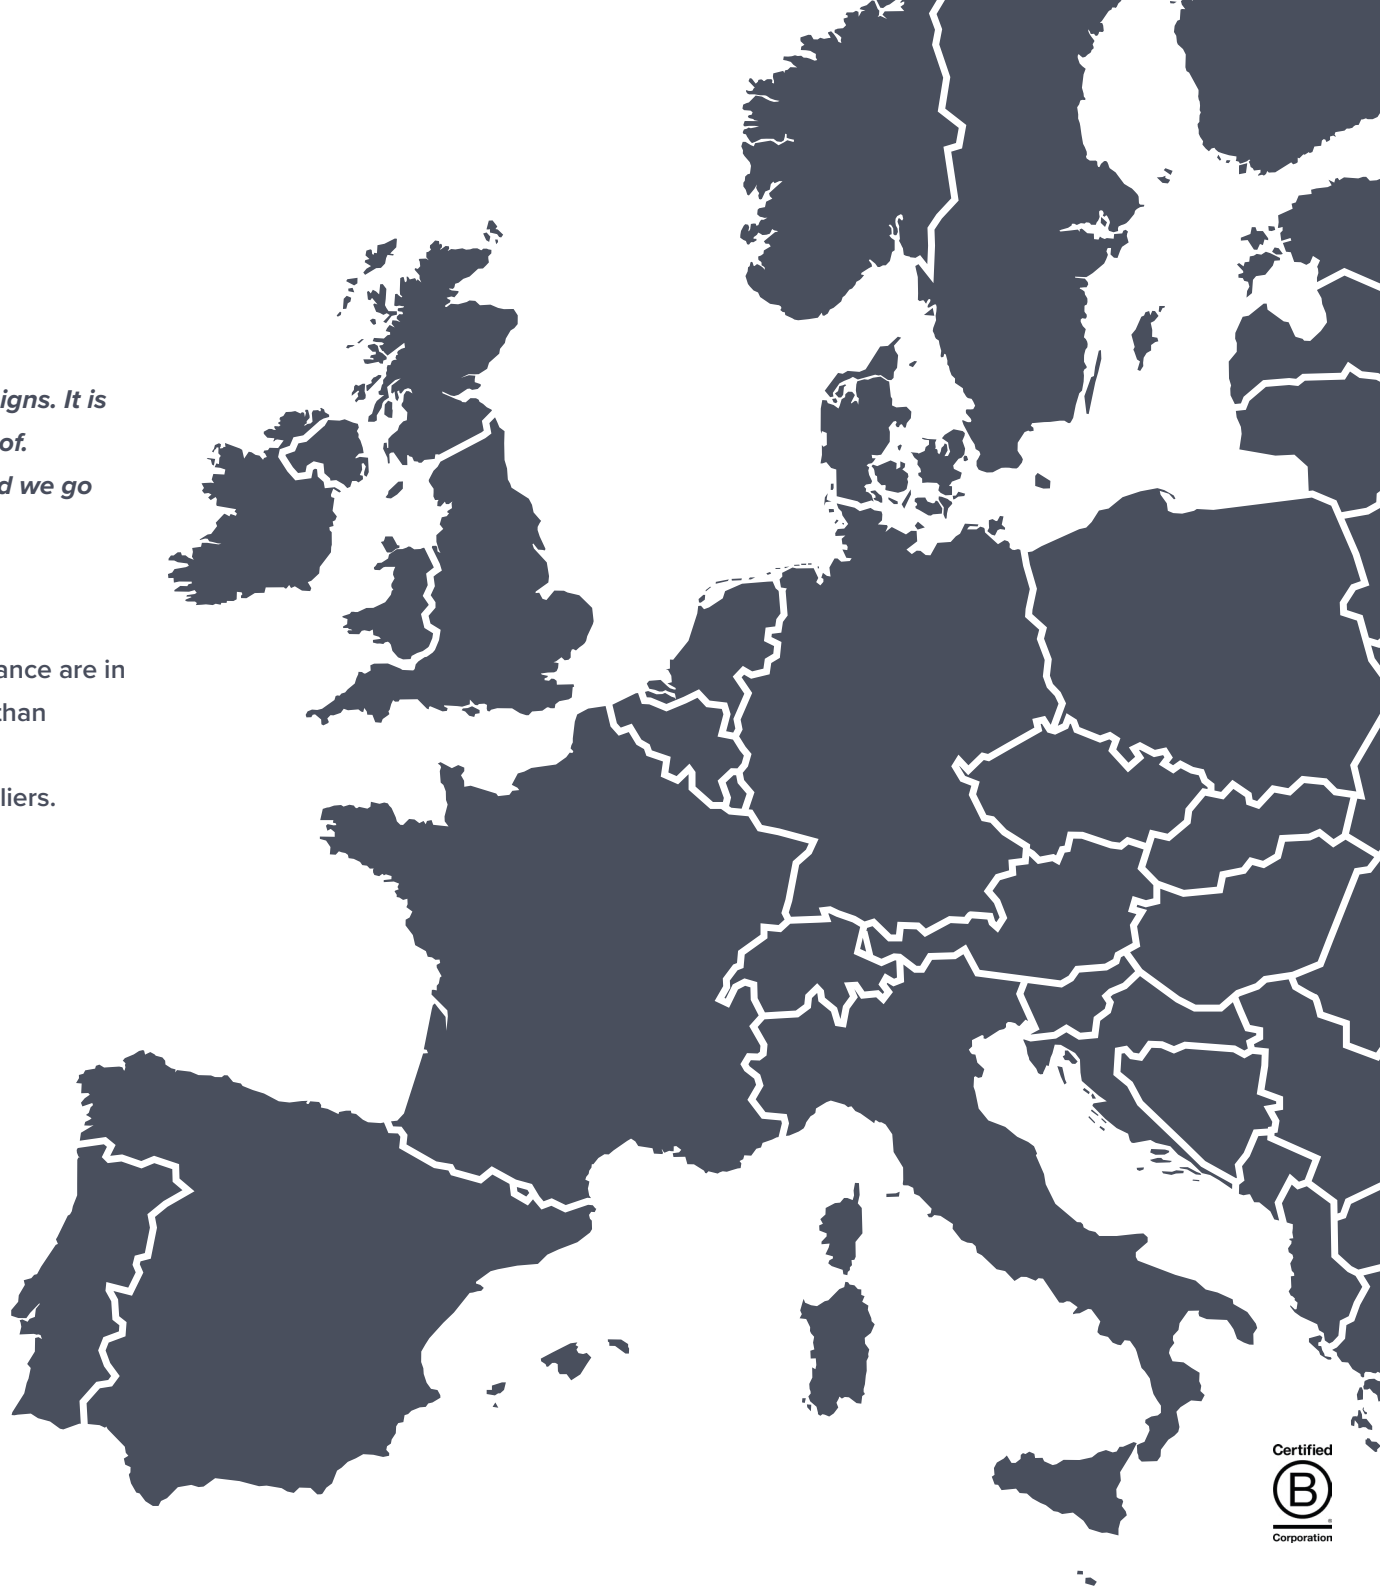 igns. It is
of.
d we go
ance are in
than
liers.
Certified
B
Corporation